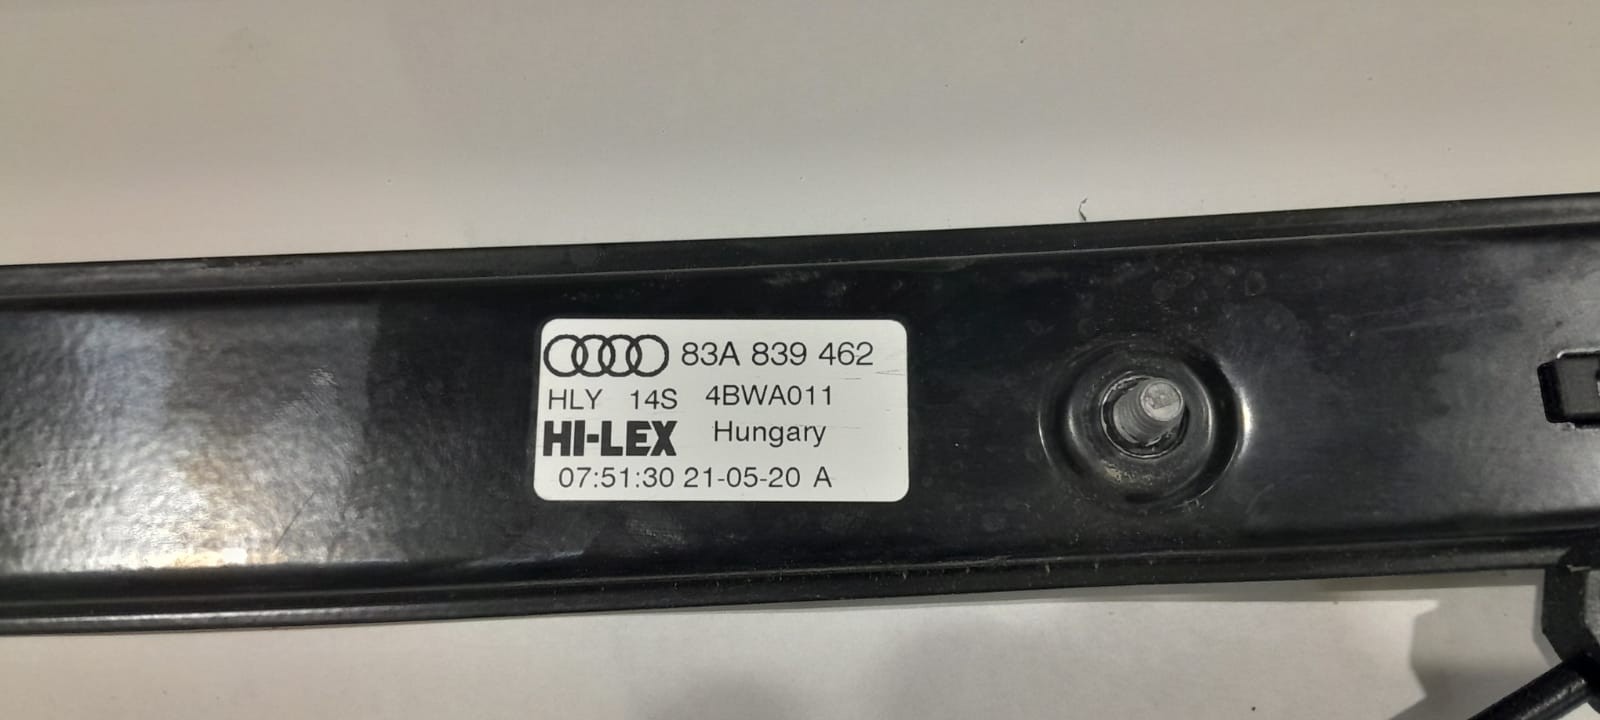 83A 839 462
HLY 14S 4BWA011
HI-LEX Hungary
07:51:30 21-05-20 A